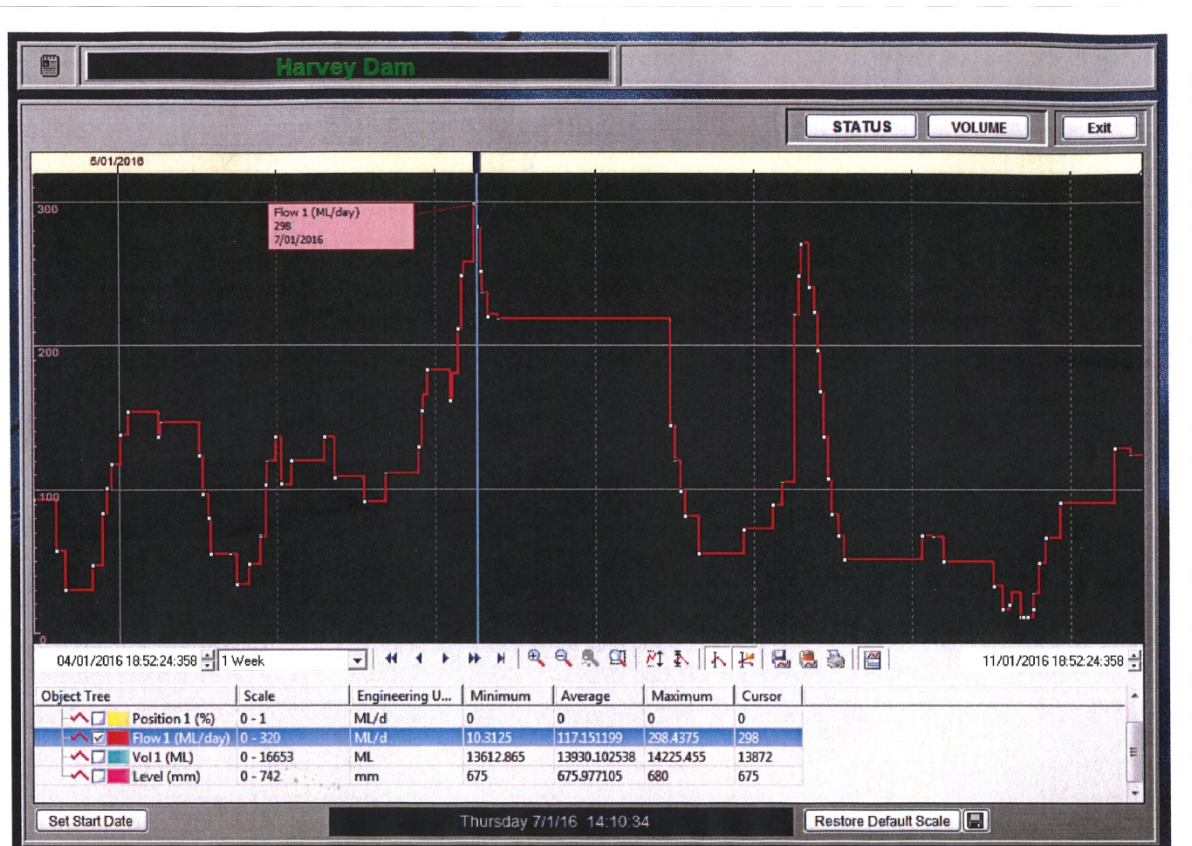 Harvey Dam
STATUS
VOLUME
Exit
5/01/2016
300
Flow 1 (ML/day)
298
7/01/2016
200
100
0
04/01/2016 18:52:24:358
1 Week
11/01/2016 18:52:24:358
Object Tree Scale Engineering U... Minimum Average Maximum Cursor
Position 1 (%) 0 - 1 ML/d 0 0 0 0
Flow 1 (ML/day) 0 - 320 ML/d 10.3125 117.151199 298.4375 298
Vol 1 (ML) 0 - 16653 ML 13612.865 13930.102538 14225.455 13872
Level (mm) 0 - 742 mm 675 675.977105 680 675
Set Start Date
Thursday 7/1/16 14:10:34
Restore Default Scale